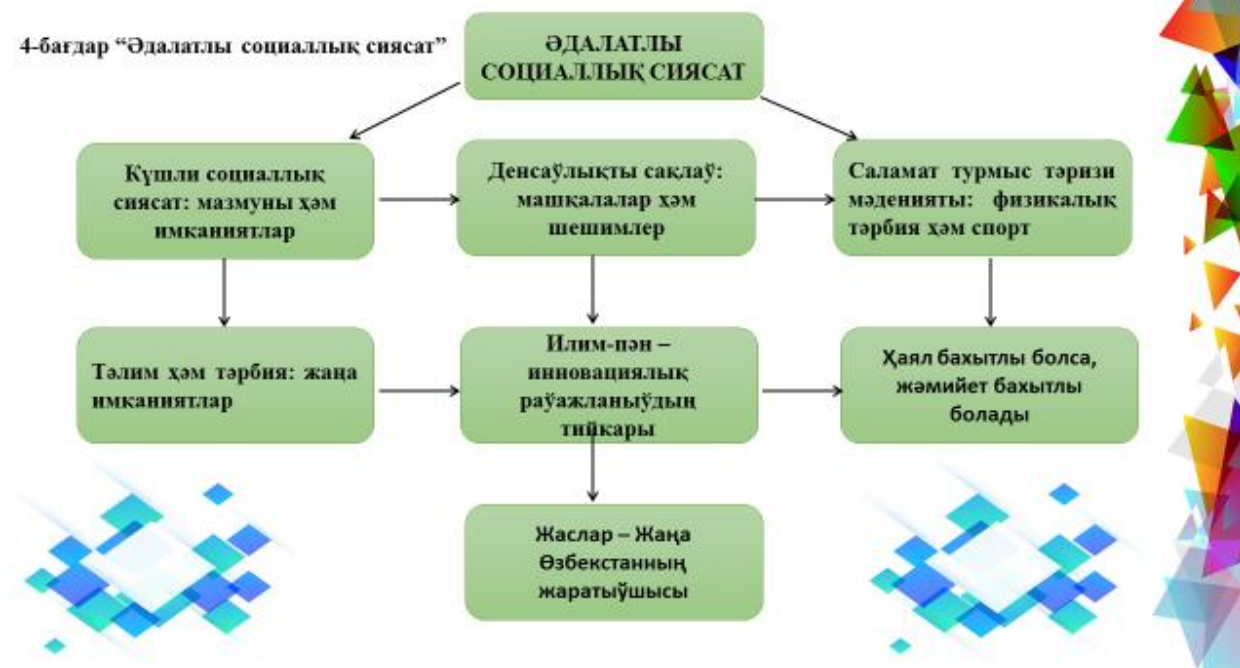 4-бағдар “Әдалатлы социаллық сиясат”
ӘДАЛАТЛЫ
СОЦИАЛЛЫҚ СИЯСАТ
Күшли социаллық
сиясат: мазмуны ҳәм
имканиятлар
Денсаўлықты сақлаў:
машқалалар ҳәм
шешимлер
Саламат турмыс тәризи
мәденияты: физикалық
тәрбия ҳәм спорт
Тәлим ҳәм тәрбия: жаңа
имканиятлар
Илим-пән –
инновациялық
раўажланыўдың
тийкары
Ҳаял бахытлы болса,
жәмийет бахытлы
болады
Жаслар – Жаңа
Өзбекстанның
жаратыўшысы